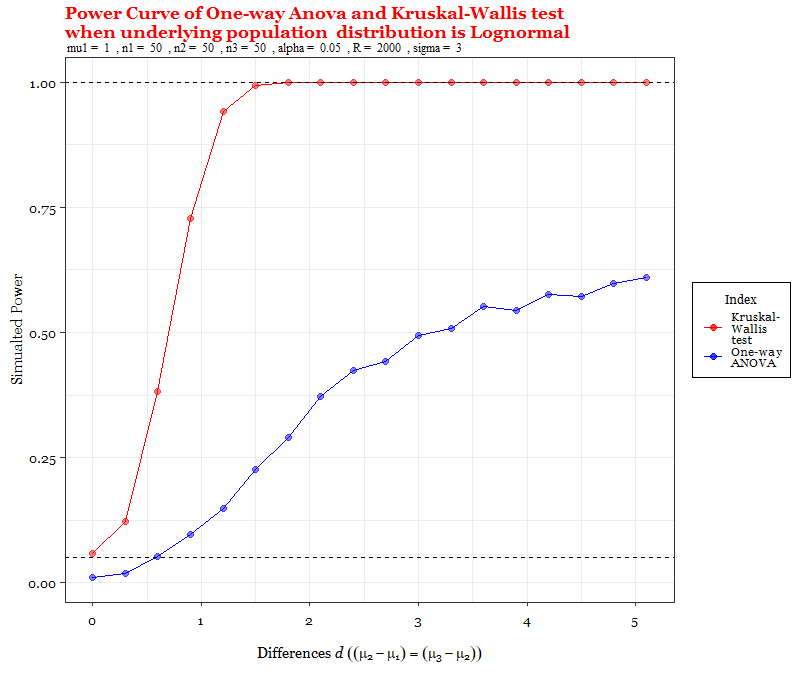 Power Curve of One-way Anova and Kruskal-Wallis test
when underlying population  distribution is Lognormal
mu1 =  1  , n1 =  50  , n2 =  50  , n3 =  50  , alpha =  0.05  , R =  2000  , sigma =  3
1.00
0.75
0.50
0.25
0.00
Simualted Power
0 1 2 3 4 5
Differences d ((μ₂ − μ₁) = (μ₃ − μ₂))
Index
Kruskal-
Wallis
test
One-way
ANOVA